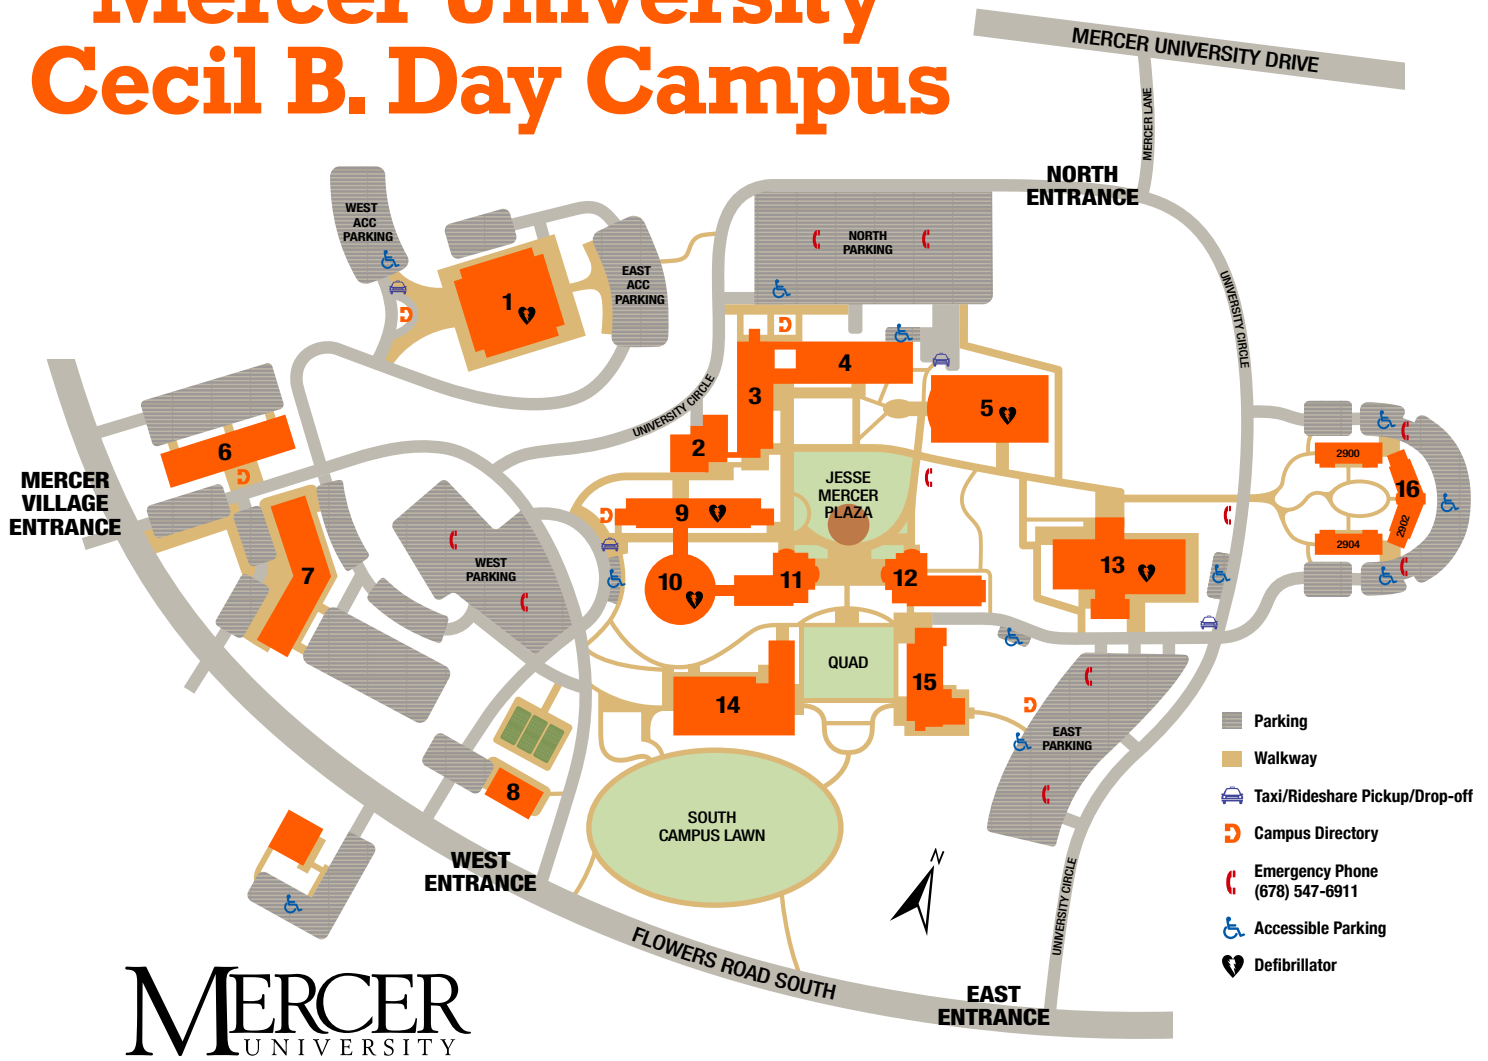 Mercer University
Cecil B. Day Campus
MERCER UNIVERSITY DRIVE
MERCER LANE
NORTH
ENTRANCE
WEST
ACC
PARKING
NORTH
PARKING
EAST
ACC
PARKING
1
UNIVERSITY CIRCLE
UNIVERSITY CIRCLE
4
3
5
2
6
MERCER
VILLAGE
ENTRANCE
JESSE
MERCER
PLAZA
2900
16
2902
2904
9
WEST
PARKING
7
10
11
12
13
QUAD
14
15
EAST
PARKING
8
SOUTH
CAMPUS LAWN
WEST
ENTRANCE
N
UNIVERSITY CIRCLE
FLOWERS ROAD SOUTH
EAST
ENTRANCE
Parking
Walkway
Taxi/Rideshare Pickup/Drop-off
Campus Directory
Emergency Phone
(678) 547-6911
Accessible Parking
Defibrillator
MERCER
UNIVERSITY